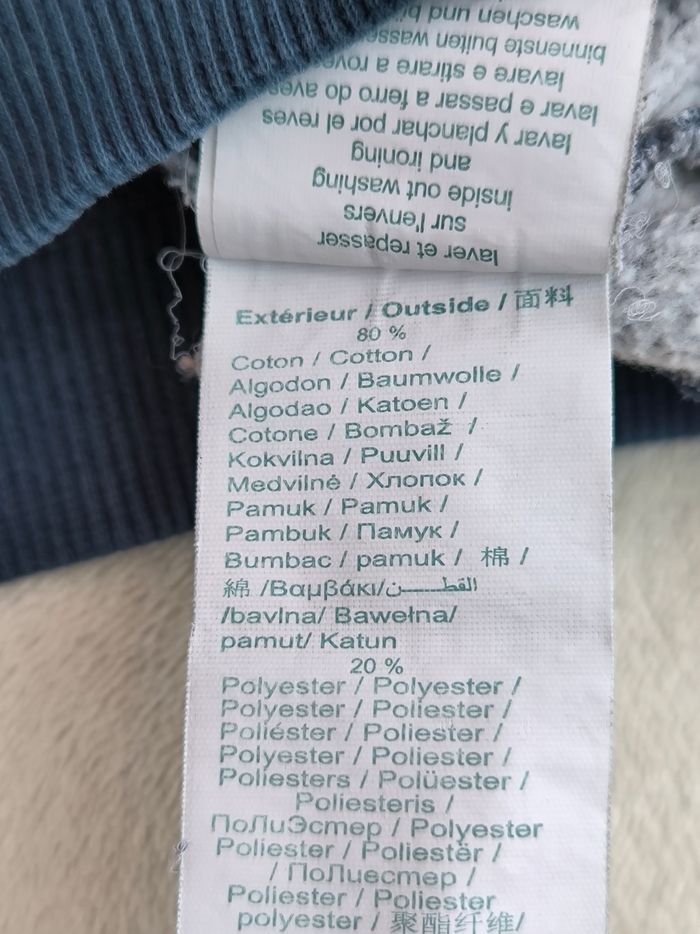 laver et repasser
sur l'envers
inside out washing
and ironing
lavar y planchar por el reves
lavar e passar a ferro do aves
lavare e stirare a rove
binnenste buiten wasse
waschen und
Extérieur / Outside / 面料
80 %
Coton / Cotton /
Algodon / Baumwolle /
Algodao / Katoen /
Cotone / Bombaž /
Kokvilna / Puuvill /
Medvilné / Хлопок /
Pamuk / Pamuk /
Pambuk / Памук /
Bumbac / pamuk / 棉 /
綿 /Βαμβάκι/القطـــــن
/bavlna/ Bawełna/
pamut/ Katun
20 %
Polyester / Polyester /
Polyester / Poliester /
Poliéster / Poliester /
Polyester / Poliester /
Poliesters / Polüester /
Poliesteris /
ПоЛиЭстер / Polyester
Poliester / Poliestër /
/ ПоЛиестер /
Poliester / Poliester
polyester / 聚酯纤维/